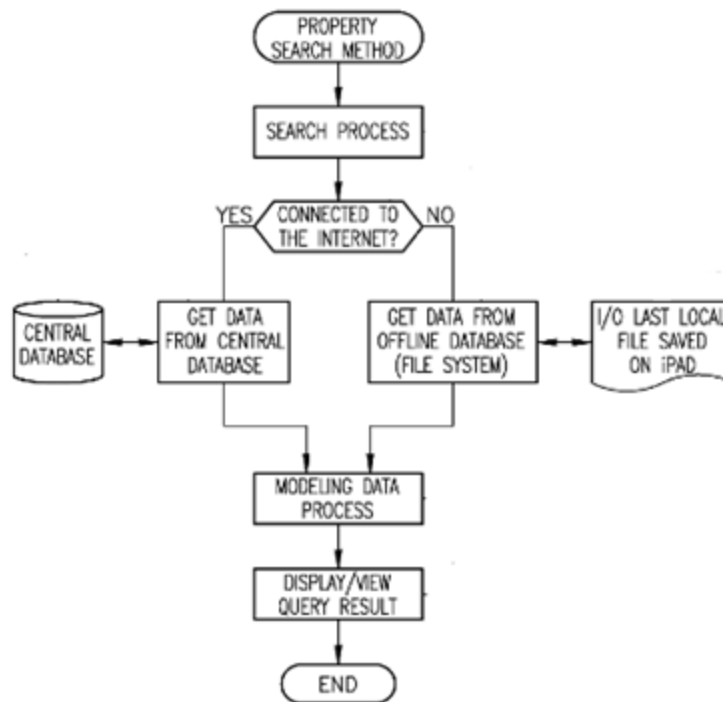 PROPERTY
SEARCH METHOD
SEARCH PROCESS
YES
CONNECTED TO
THE INTERNET?
NO
CENTRAL
DATABASE
GET DATA
FROM CENTRAL
DATABASE
GET DATA FROM
OFFLINE DATABASE
(FILE SYSTEM)
I/O LAST LOCAL
FILE SAVED
ON iPAD
MODELING DATA
PROCESS
DISPLAY/VIEW
QUERY RESULT
END